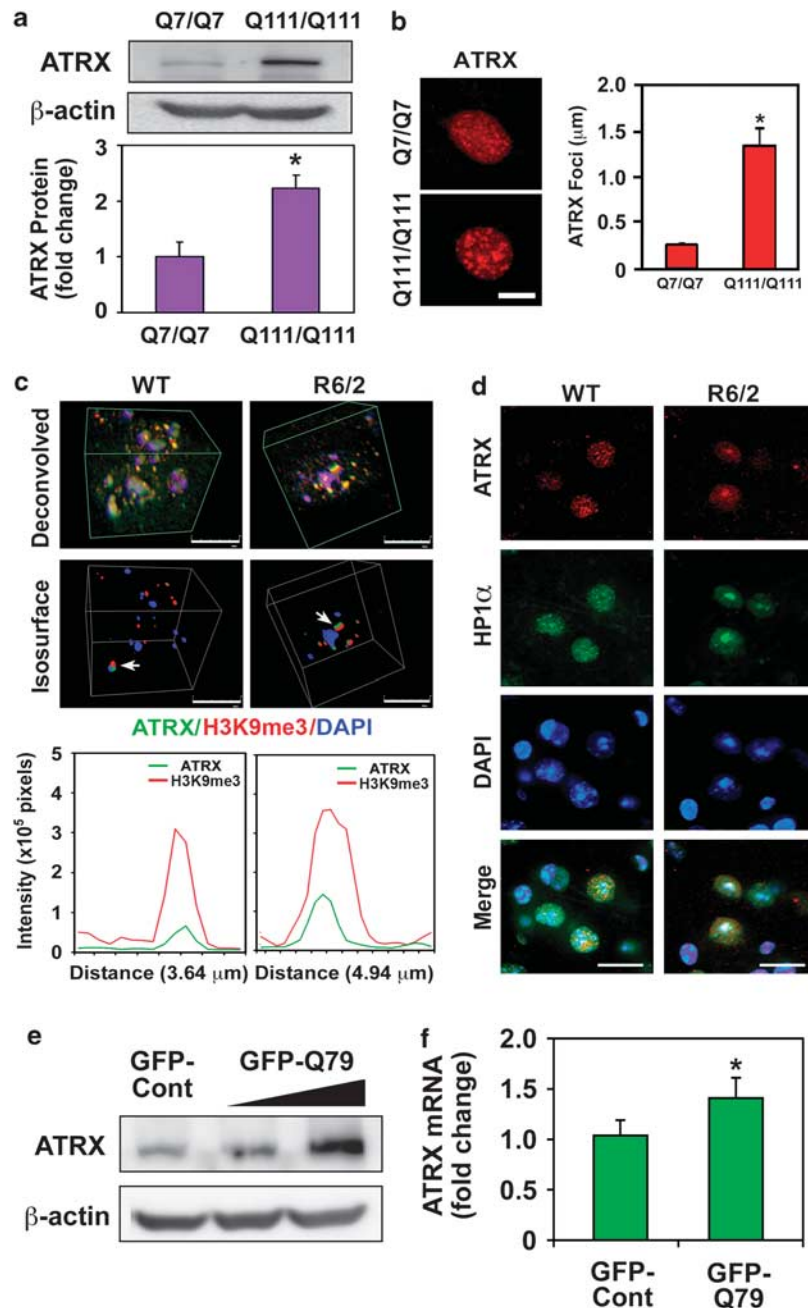 a
Q7/Q7 Q111/Q111
ATRX
β-actin
ATRX Protein
(fold change)
3
2
1
0
*
Q7/Q7 Q111/Q111
b
ATRX
Q7/Q7
Q111/Q111
ATRX Foci (μm)
2.0
1.5
1.0
0.5
0
*
Q7/Q7 Q111/Q111
c
WT R6/2
Deconvolved
Isosurface
ATRX/H3K9me3/DAPI
Intensity (x10⁵ pixels)
5
4
3
2
1
0
ATRX
H3K9me3
ATRX
H3K9me3
Distance (3.64 μm) Distance (4.94 μm)
d
WT R6/2
ATRX
HP1α
DAPI
Merge
e
GFP-
Cont
GFP-Q79
ATRX
β-actin
f
ATRX mRNA
(fold change)
2.0
1.5
1.0
0.5
0
*
GFP-
Cont
GFP-
Q79